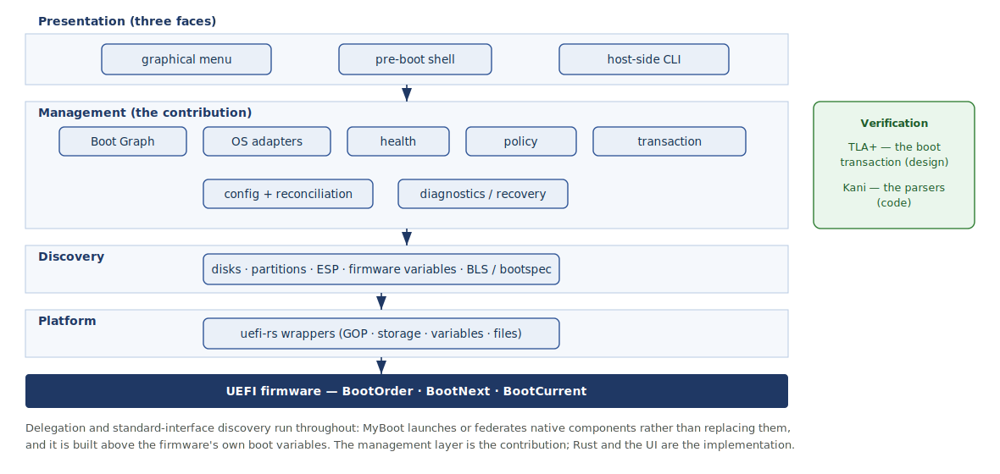 Presentation (three faces)
graphical menu
pre-boot shell
host-side CLI
Management (the contribution)
Boot Graph
OS adapters
health
policy
transaction
config + reconciliation
diagnostics / recovery
Verification
TLA+ — the boot
transaction (design)
Kani — the parsers
(code)
Discovery
disks · partitions · ESP · firmware variables · BLS / bootspec
Platform
uefi-rs wrappers (GOP · storage · variables · files)
UEFI firmware — BootOrder · BootNext · BootCurrent
Delegation and standard-interface discovery run throughout: MyBoot launches or federates native components rather than replacing them,
and it is built above the firmware's own boot variables. The management layer is the contribution; Rust and the UI are the implementation.